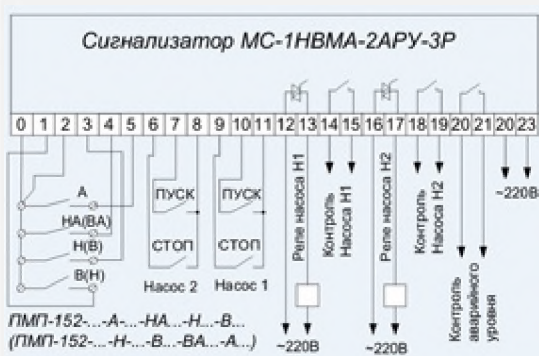 Сигнализатор МС-1НВМА-2АРУ-3Р
0 1 2 3 4 5 6 7 8 9 10 11 12 13 14 15 16 17 18 19 20 21 20 23
А
НА(ВА)
Н(В)
В(Н)
ПУСК
СТОП
Насос 2
ПУСК
СТОП
Насос 1
Реле насоса Н1
Контроль
Насоса Н1
Реле насоса Н2
Контроль
Насоса Н2
Контроль
аварийного
уровня
~220В
~220В
~220В
ПМП-152-...-А-...-НА...-Н...-В...
(ПМП-152-...-Н-...-В...-ВА...-А...)